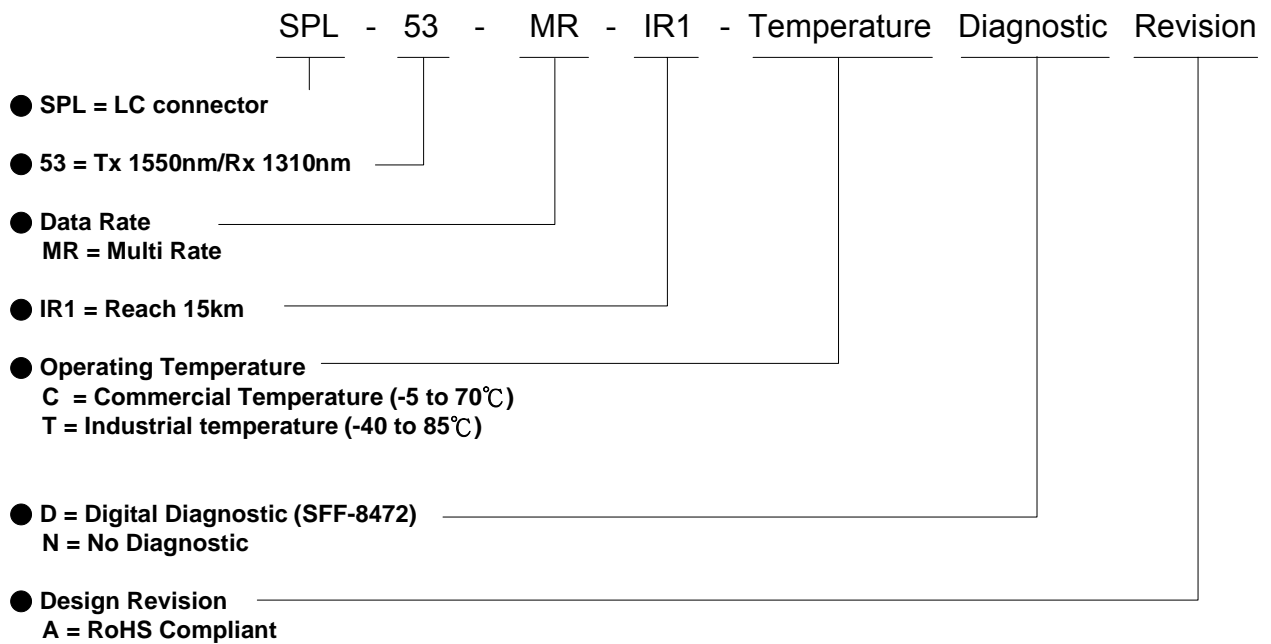 SPL - 53 - MR - IR1 - Temperature Diagnostic Revision
● SPL = LC connector
● 53 = Tx 1550nm/Rx 1310nm
● Data Rate
MR = Multi Rate
● IR1 = Reach 15km
● Operating Temperature
C = Commercial Temperature (-5 to 70℃)
T = Industrial temperature (-40 to 85℃)
● D = Digital Diagnostic (SFF-8472)
N = No Diagnostic
● Design Revision
A = RoHS Compliant